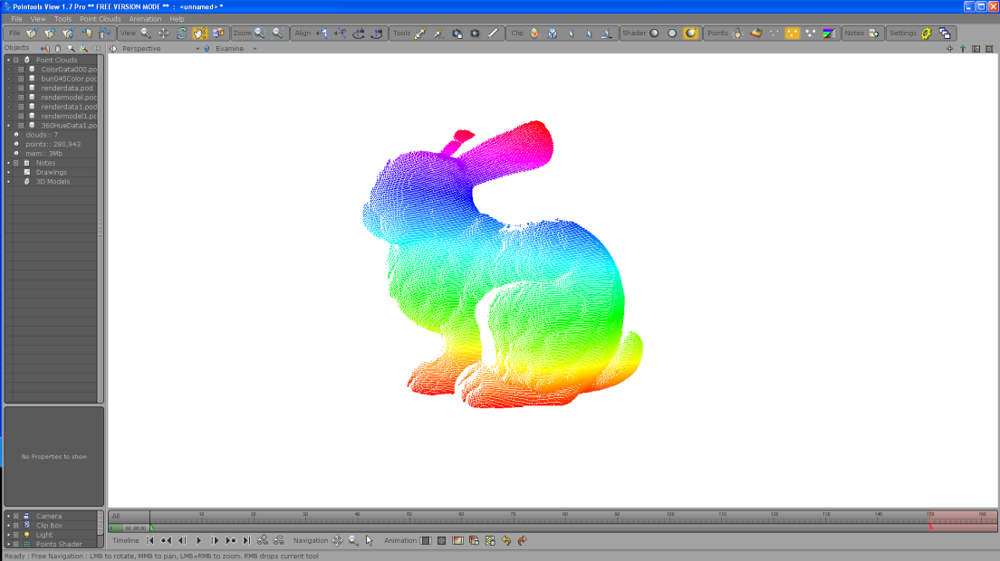 Pointools View 1.7 Pro ** FREE VERSION MODE ** : <unnamed> *
File View Tools Point Clouds Animation Help
File View Zoom Align Tools Clip Shader Points Notes Settings
Objects Perspective Examine
Point Clouds
ColorData000.po
bun045Color.poc
renderdata.pod
rendermodel.poc
renderdata1.pod
rendermodel1.pc
360HueData1.po
clouds:: 7
points:: 280,943
mem:: 3Mb
Notes
Drawings
3D Models
No Properties to show
Camera
Clip Box
Light
Points Shader
All 10 20 30 40 50 60 70 80 90 100 110 120 130 140 150 160
00:00:00
Timeline Navigation Animation
Ready : Free Navigation : LMB to rotate, MMB to pan, LMB+RMB to zoom. RMB drops current tool